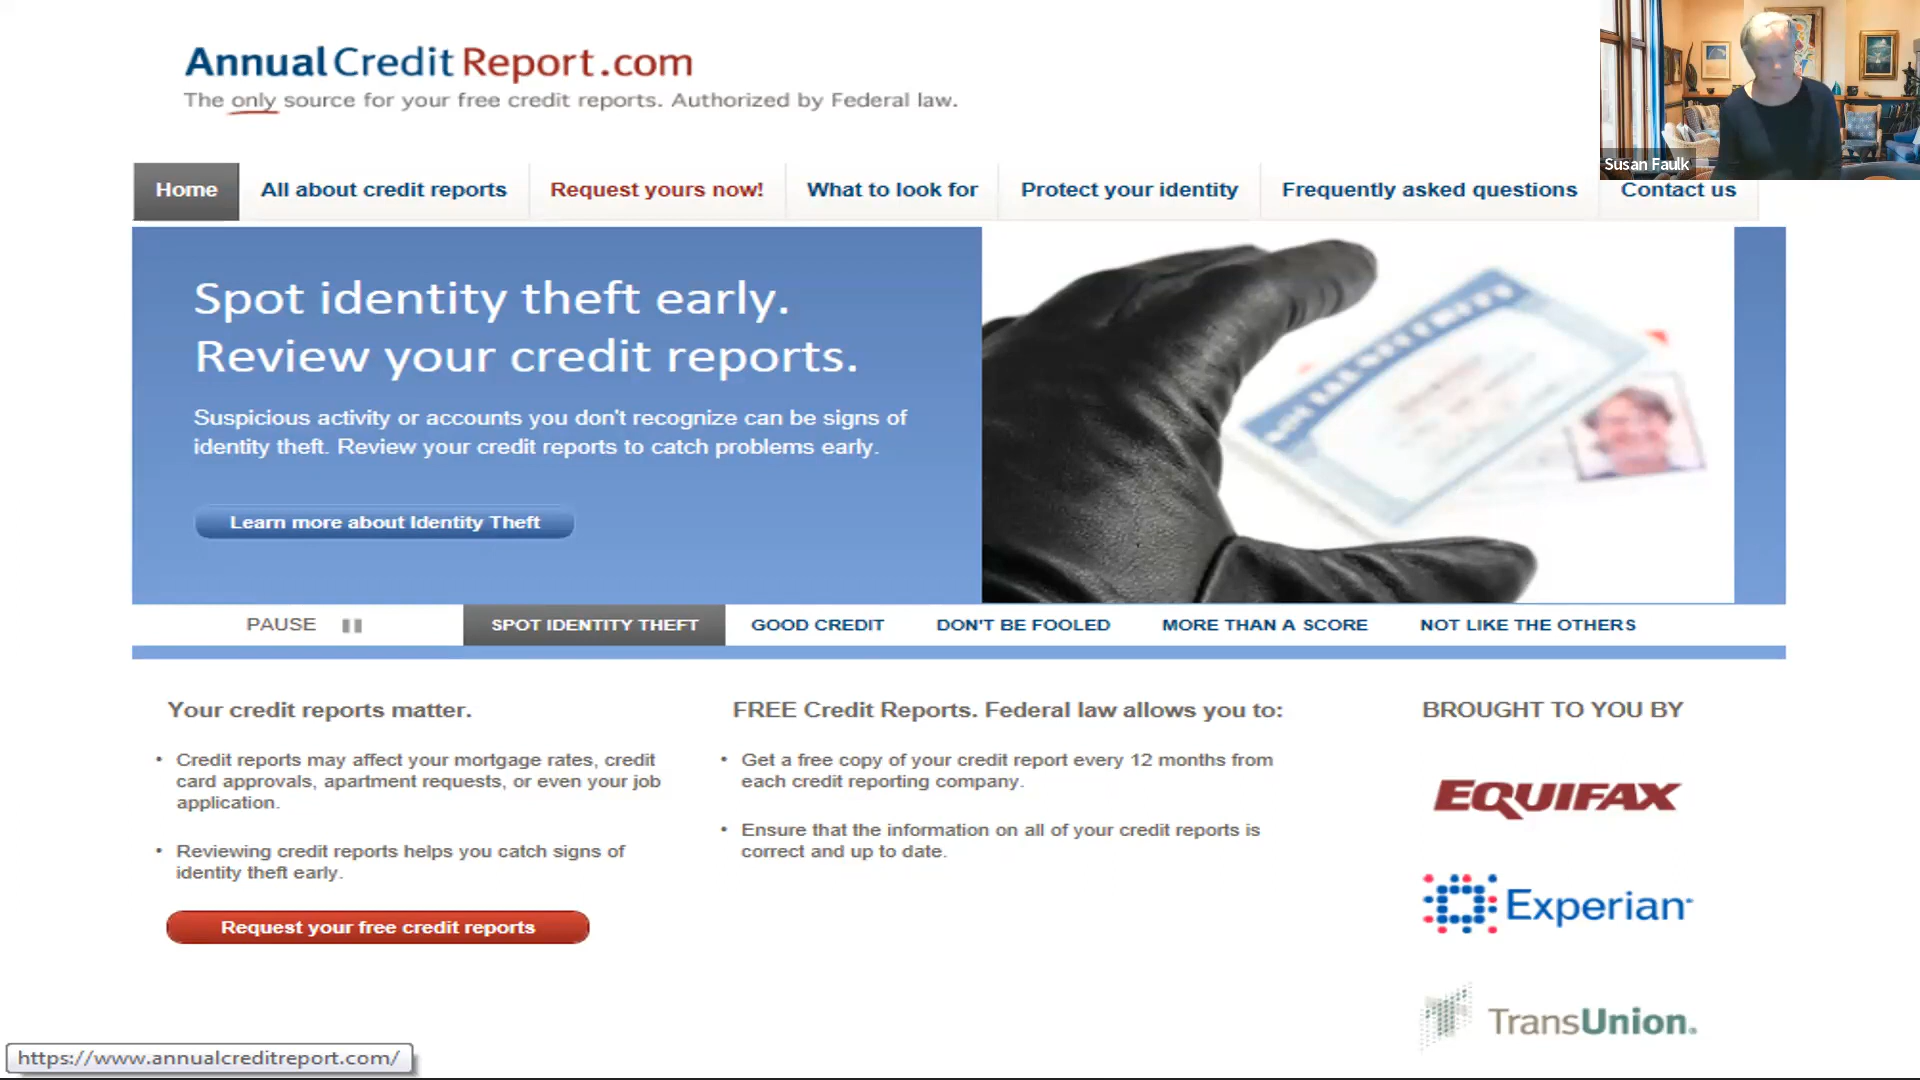 AnnualCreditReport.com
The only source for your free credit reports. Authorized by Federal law.
Susan Faulk
Home
All about credit reports
Request yours now!
What to look for
Protect your identity
Frequently asked questions
Contact us
Spot identity theft early.
Review your credit reports.
Suspicious activity or accounts you don't recognize can be signs of
identity theft. Review your credit reports to catch problems early.
Learn more about Identity Theft
PAUSE
SPOT IDENTITY THEFT
GOOD CREDIT
DON'T BE FOOLED
MORE THAN A SCORE
NOT LIKE THE OTHERS
Your credit reports matter.
• Credit reports may affect your mortgage rates, credit
card approvals, apartment requests, or even your job
application.
• Reviewing credit reports helps you catch signs of
identity theft early.
Request your free credit reports
FREE Credit Reports. Federal law allows you to:
• Get a free copy of your credit report every 12 months from
each credit reporting company.
• Ensure that the information on all of your credit reports is
correct and up to date.
BROUGHT TO YOU BY
EQUIFAX
Experian
TransUnion.
https://www.annualcreditreport.com/